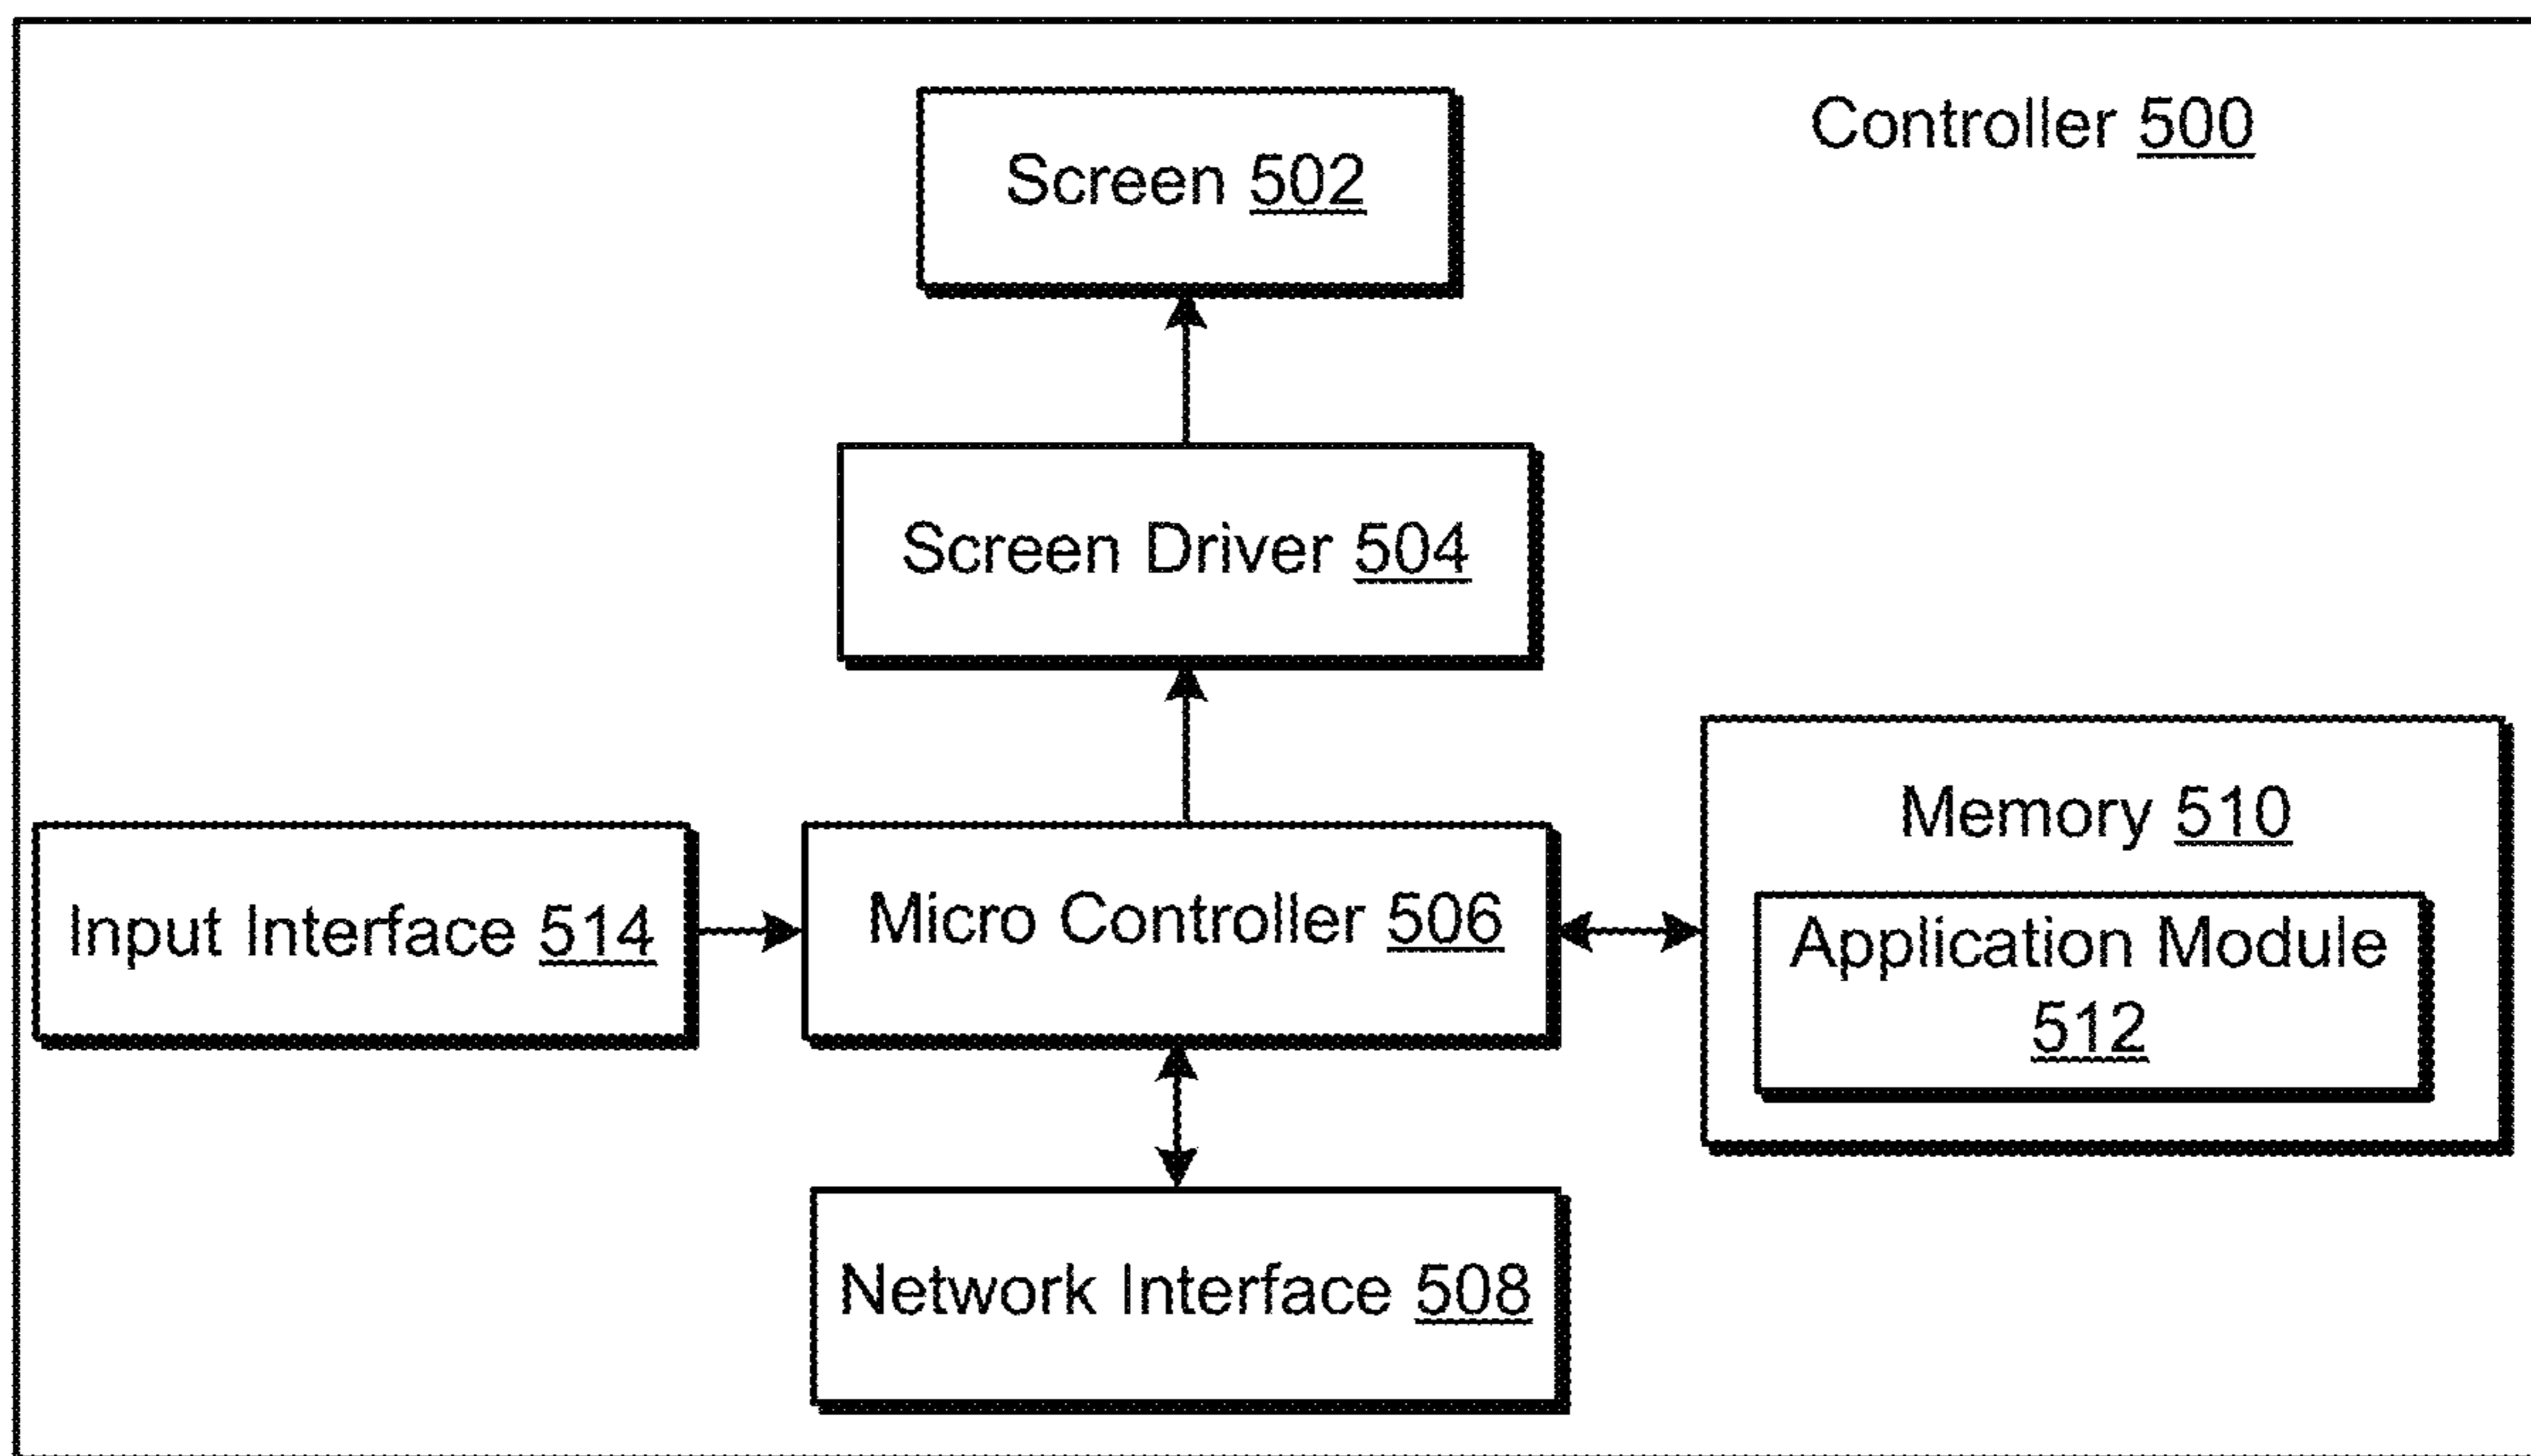 Controller 500
Screen 502
Screen Driver 504
Memory 510
Input Interface 514
Micro Controller 506
Application Module
512
Network Interface 508